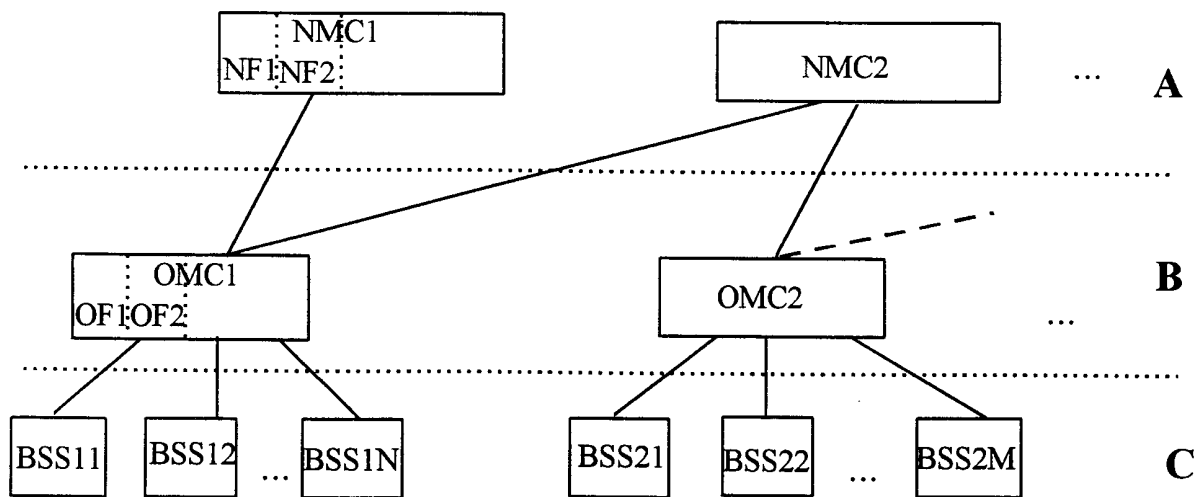 NMC1
NF1 NF2
NMC2
...
A
OMC1
OF1 OF2
OMC2
...
B
BSS11 BSS12 ... BSS1N BSS21 BSS22 ... BSS2M
C